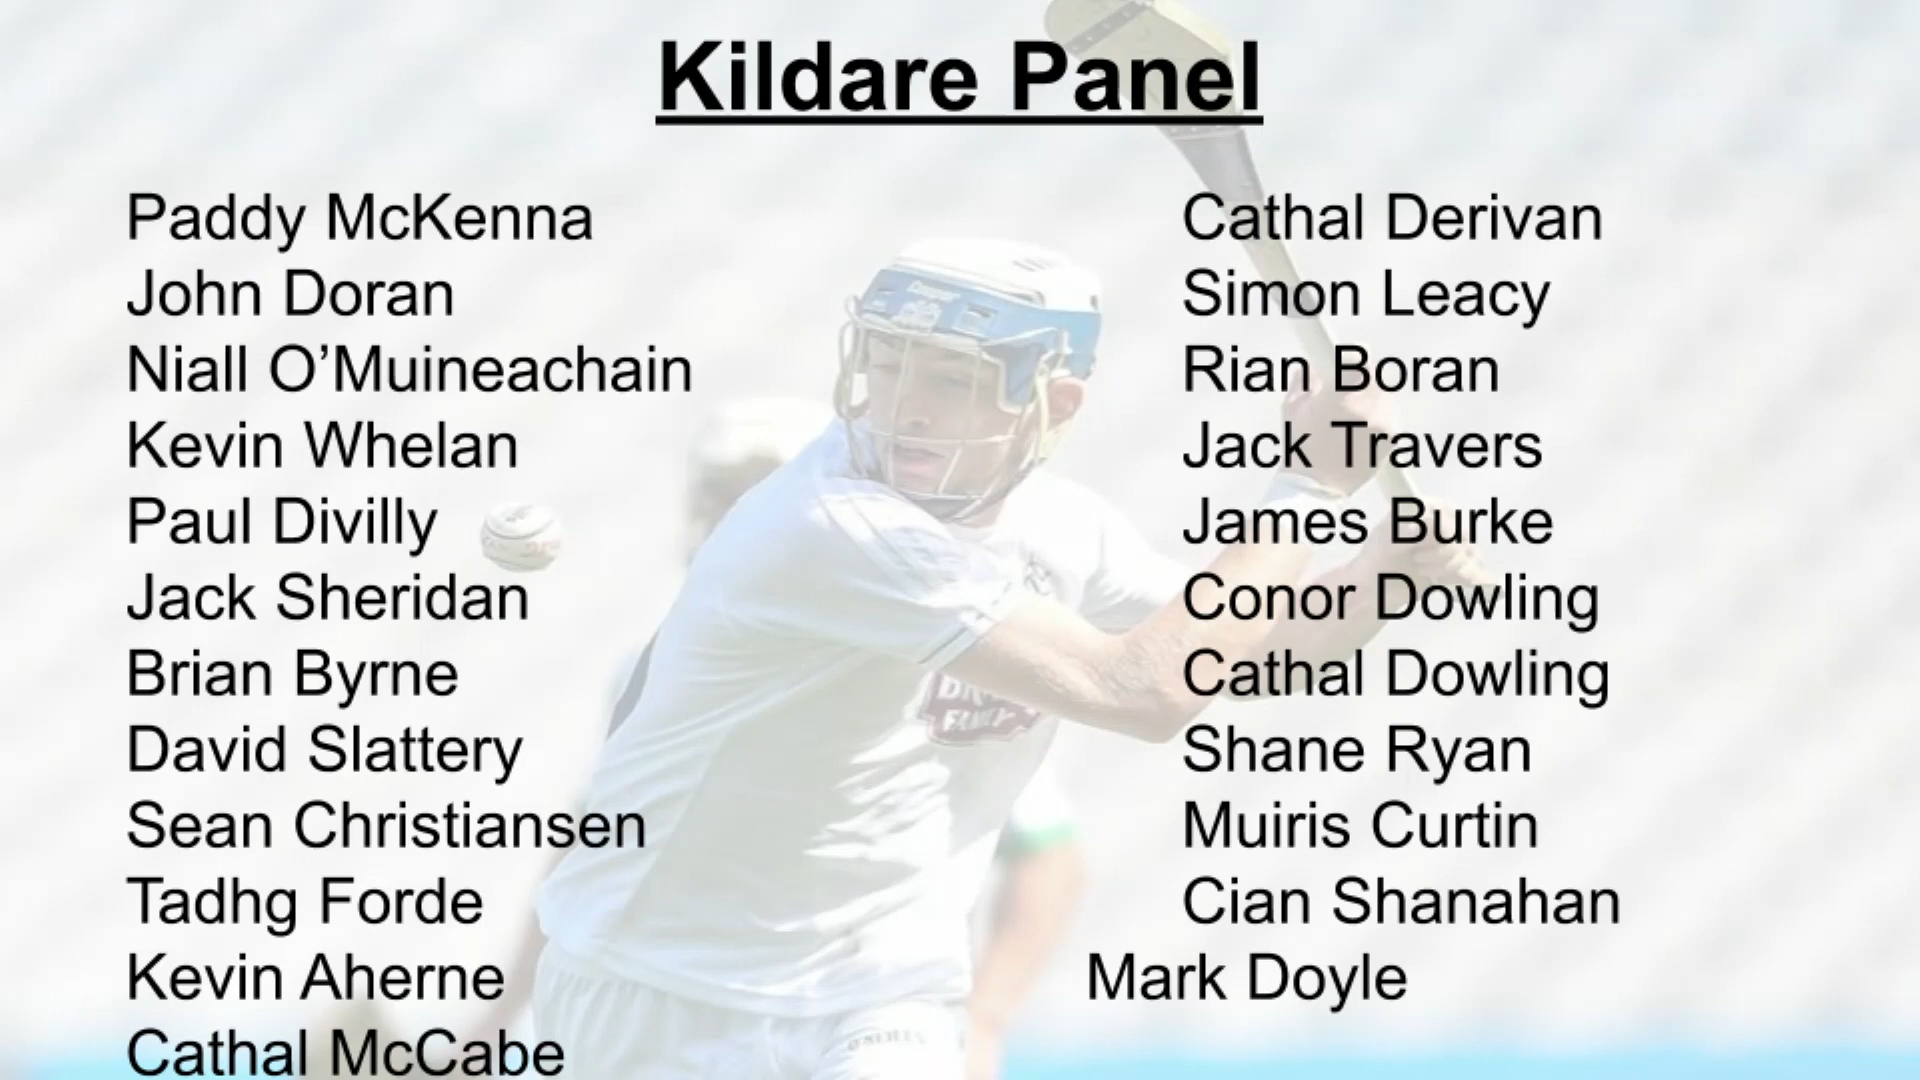 Kildare Panel
Paddy McKenna
John Doran
Niall O’Muineachain
Kevin Whelan
Paul Divilly
Jack Sheridan
Brian Byrne
David Slattery
Sean Christiansen
Tadhg Forde
Kevin Aherne
Cathal McCabe
Cathal Derivan
Simon Leacy
Rian Boran
Jack Travers
James Burke
Conor Dowling
Cathal Dowling
Shane Ryan
Muiris Curtin
Cian Shanahan
Mark Doyle
FAMILY